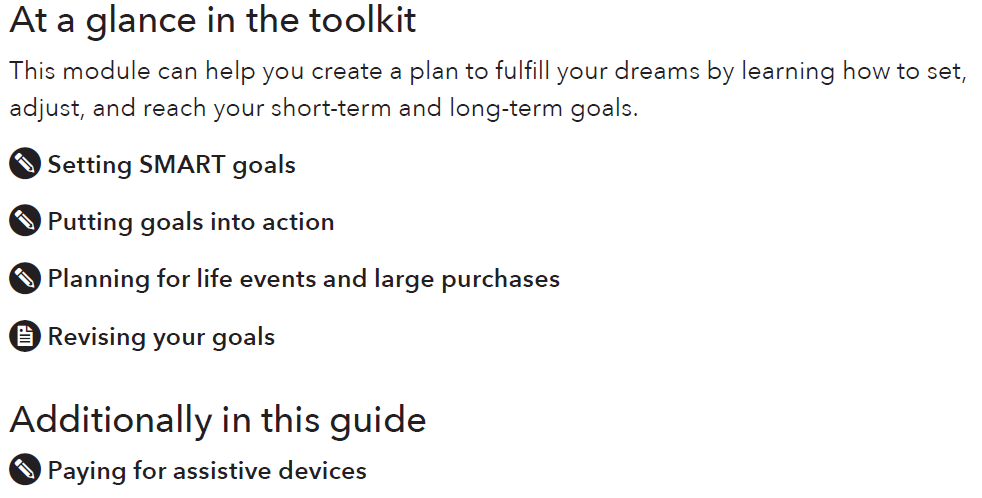 At a glance in the toolkit
This module can help you create a plan to fulfill your dreams by learning how to set,
adjust, and reach your short-term and long-term goals.
Setting SMART goals
Putting goals into action
Planning for life events and large purchases
Revising your goals
Additionally in this guide
Paying for assistive devices